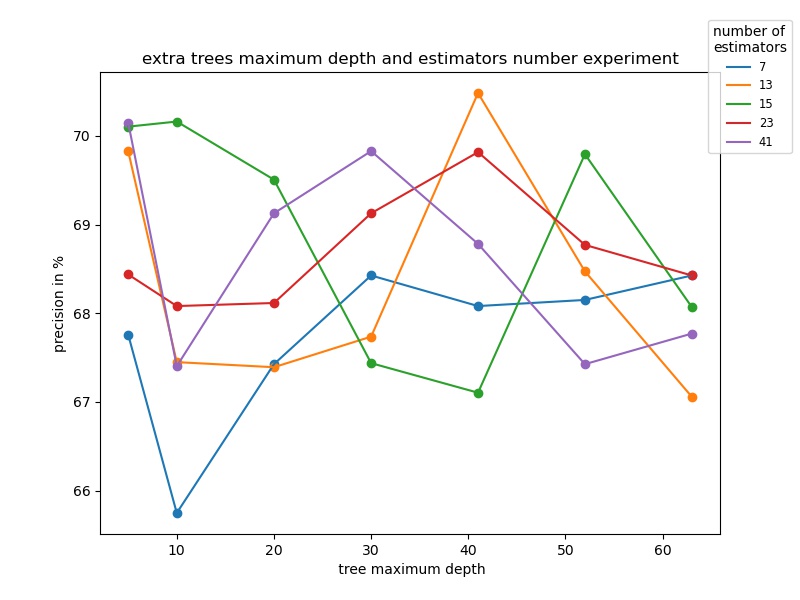 number of
estimators
7
13
15
23
41
extra trees maximum depth and estimators number experiment
precision in %
70
69
68
67
66
10 20 30 40 50 60
tree maximum depth